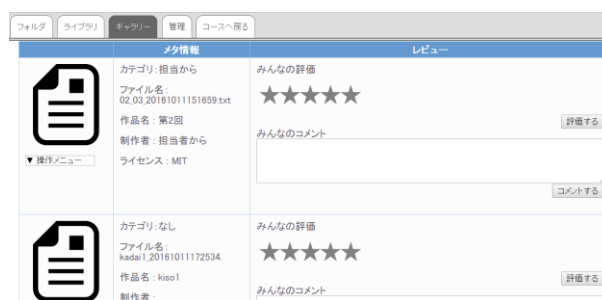 フォルダ ライブラリ ギャラリー 管理 コースへ戻る
メタ情報 レビュー
カテゴリ：担当から
ファイル名：
02_03_20161011151659.txt
作品名：第2回
制作者：担当者から
ライセンス：MIT
▼ 操作メニュー
みんなの評価
評価する
みんなのコメント
コメントする
カテゴリ：なし
ファイル名：
kadai1_20161011172534.
作品名：kiso1
制作者：
みんなの評価
評価する
みんなのコメント